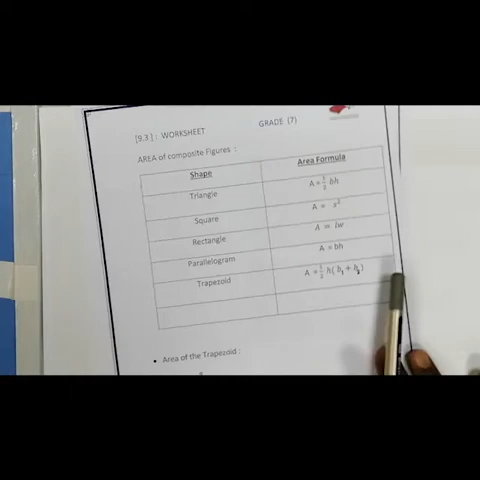 [9.3] : WORKSHEET
GRADE (7)
AREA of composite Figures :
Shape
Area Formula
Triangle
A = 1/2 bh
Square
A = s²
Rectangle
A = lw
Parallelogram
A = bh
Trapezoid
A = 1/2 h( b₁ + b₂)
• Area of the Trapezoid :